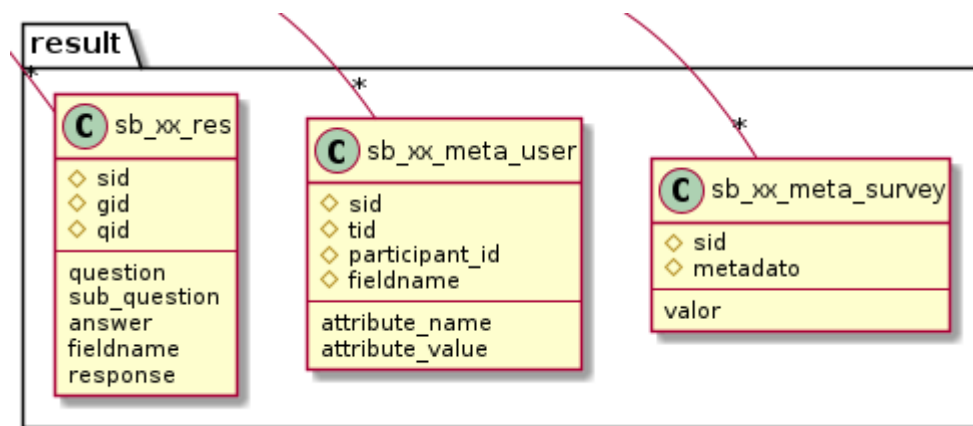 result
*
*
*
C sb_xx_res
sid
gid
qid
question
sub_question
answer
fieldname
response
C sb_xx_meta_user
sid
tid
participant_id
fieldname
attribute_name
attribute_value
C sb_xx_meta_survey
sid
metadato
valor